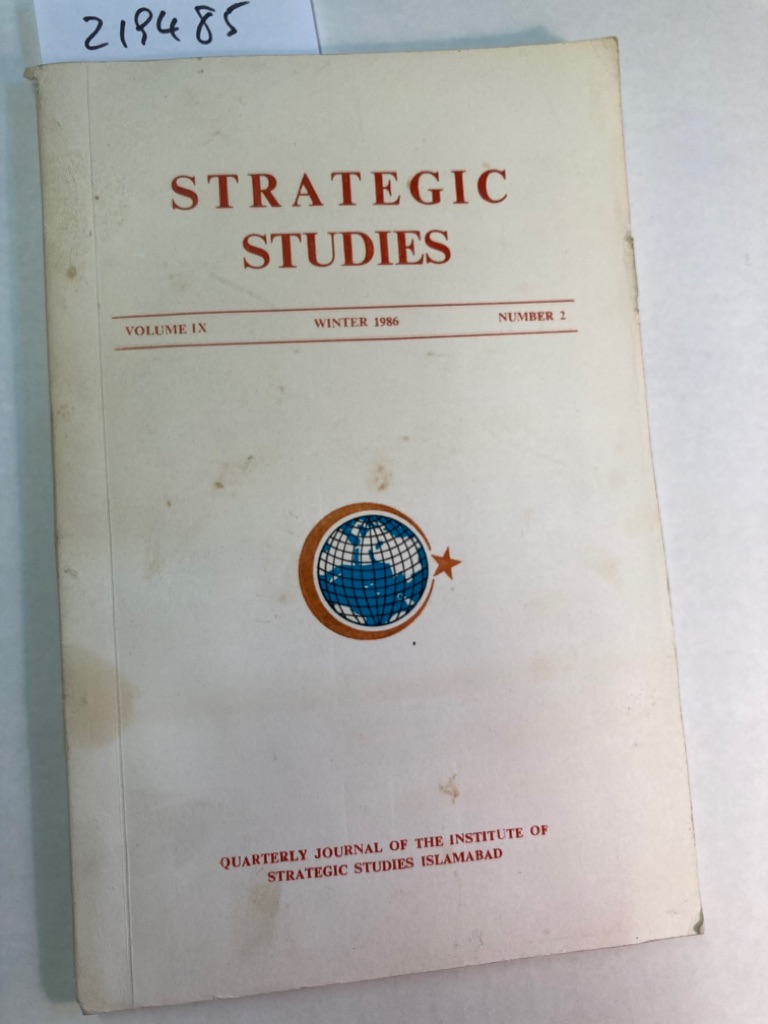 219485
STRATEGIC
STUDIES
VOLUME IX WINTER 1986 NUMBER 2
QUARTERLY JOURNAL OF THE INSTITUTE OF
STRATEGIC STUDIES ISLAMABAD